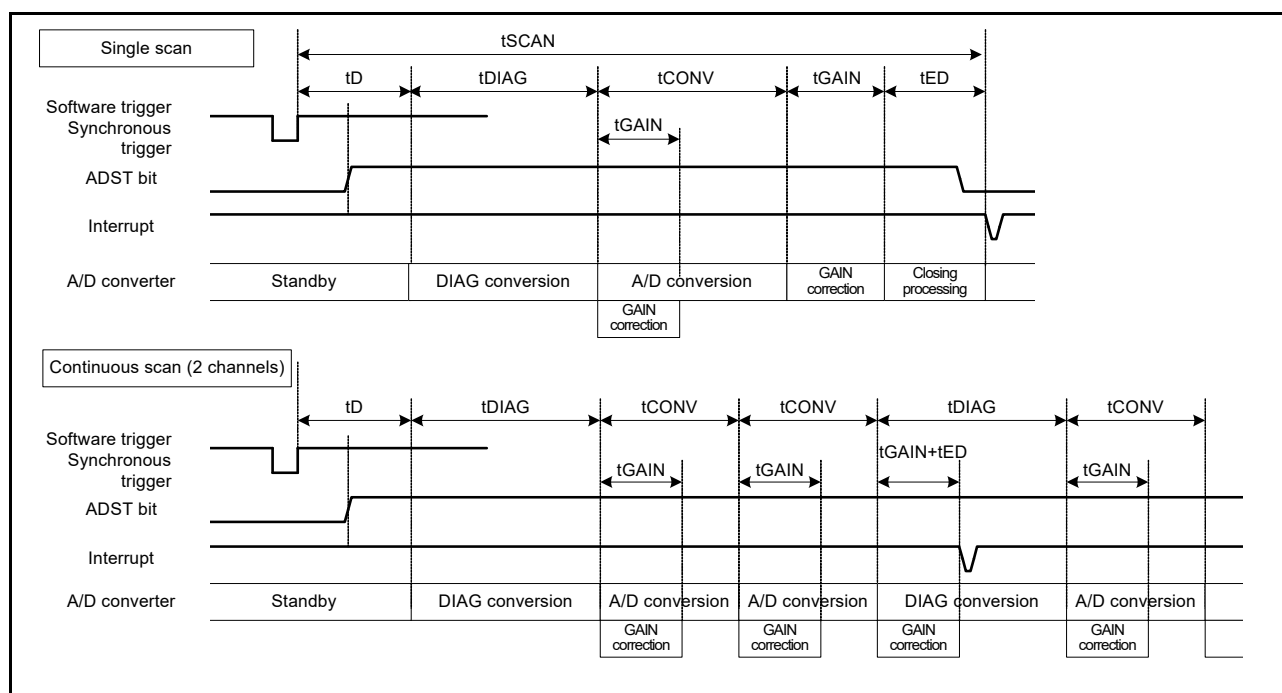 Single scan
tSCAN
tD
tDIAG
tCONV
tGAIN
tED
Software trigger
Synchronous
trigger
tGAIN
ADST bit
Interrupt
A/D converter
Standby
DIAG conversion
A/D conversion
GAIN
correction
Closing
processing
GAIN
correction
Continuous scan (2 channels)
tD
tDIAG
tCONV
tCONV
tDIAG
tCONV
Software trigger
Synchronous
trigger
tGAIN
tGAIN
tGAIN+tED
tGAIN
ADST bit
Interrupt
A/D converter
Standby
DIAG conversion
A/D conversion
A/D conversion
DIAG conversion
A/D conversion
GAIN
correction
GAIN
correction
GAIN
correction
GAIN
correction